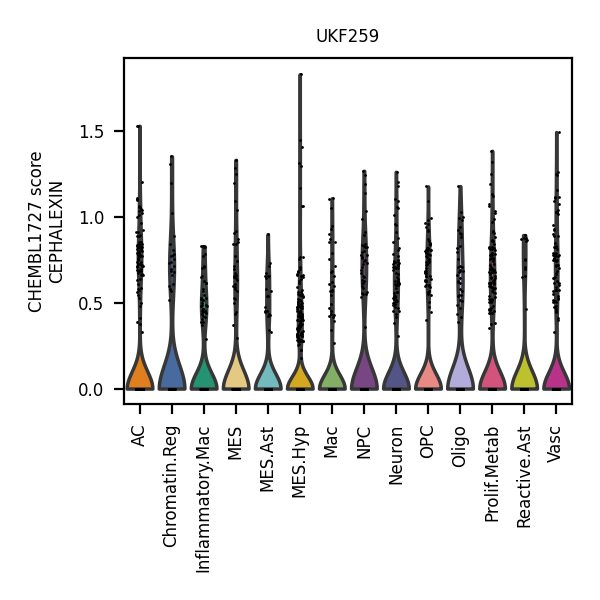 UKF259
CHEMBL1727 score
CEPHALEXIN
1.5
1.0
0.5
0.0
AC
Chromatin.Reg
Inflammatory.Mac
MES
MES.Ast
MES.Hyp
Mac
NPC
Neuron
OPC
Oligo
Prolif.Metab
Reactive.Ast
Vasc